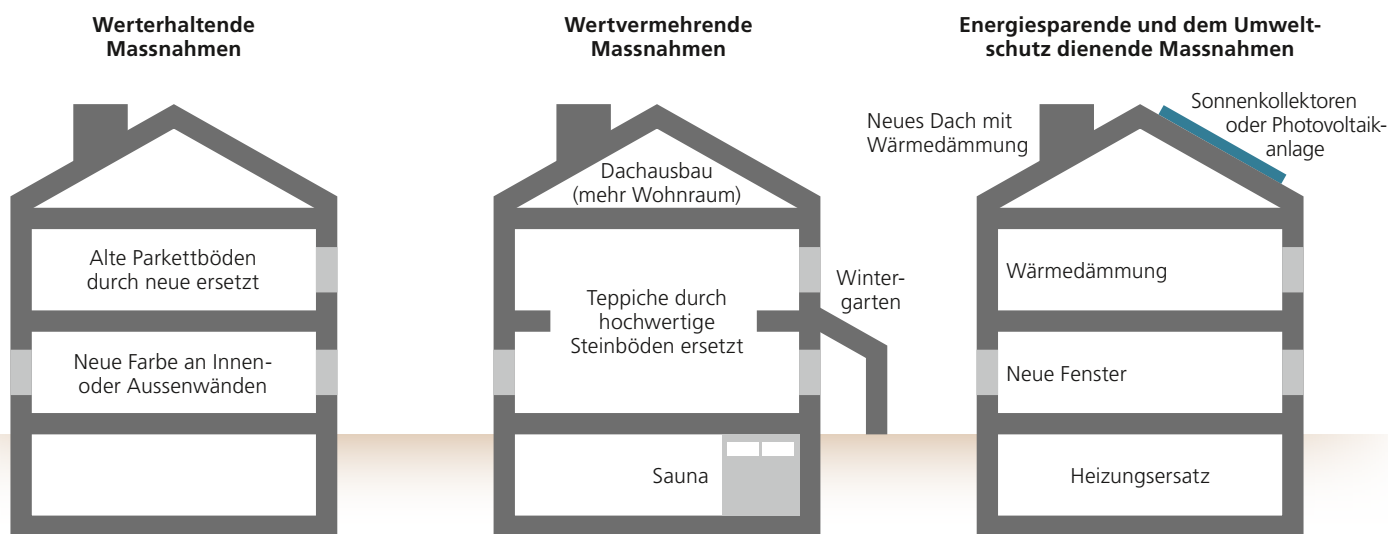 Werterhaltende
Massnahmen
Alte Parkettböden
durch neue ersetzt
Neue Farbe an Innen-
oder Aussenwänden
Wertvermehrende
Massnahmen
Dachausbau
(mehr Wohnraum)
Teppiche durch
hochwertige
Steinböden ersetzt
Winter-
garten
Sauna
Energiesparende und dem Umwelt-
schutz dienende Massnahmen
Neues Dach mit
Wärmedämmung
Sonnenkollektoren
oder Photovoltaik-
anlage
Wärmedämmung
Neue Fenster
Heizungsersatz